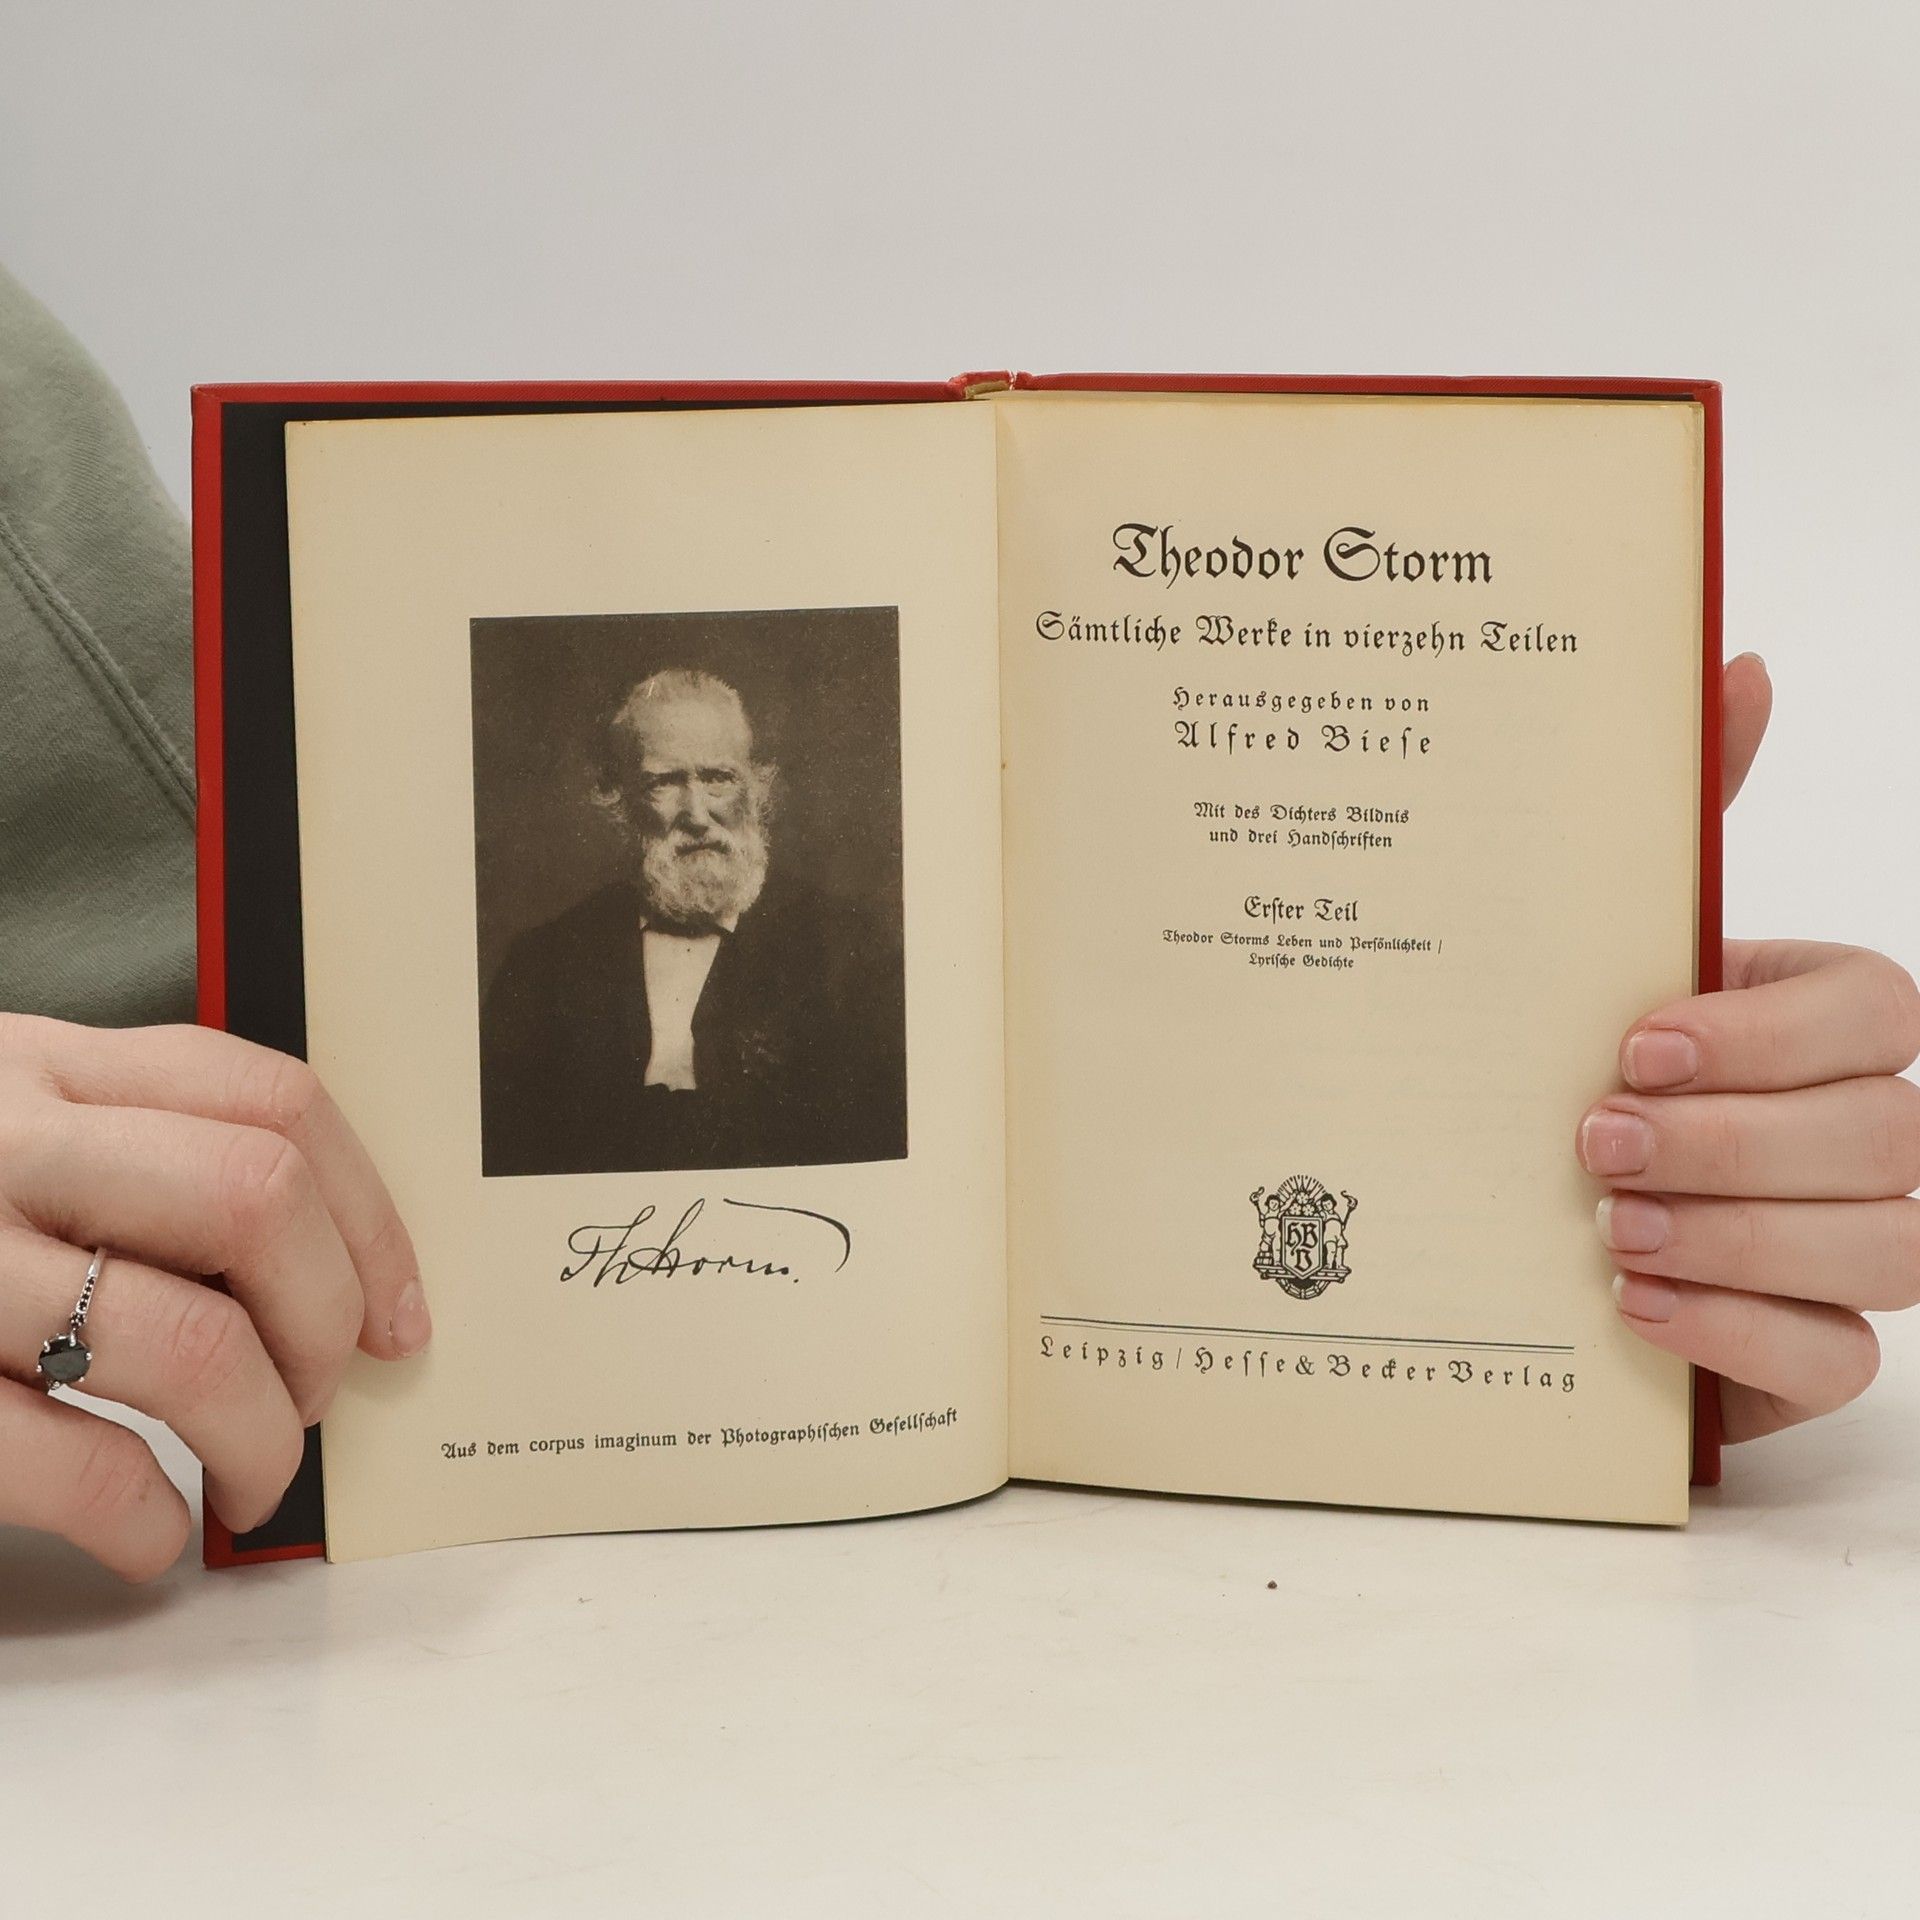 Th Storm.
Aus dem corpus imaginum der Photographiſchen Geſellſchaft
Theodor Storm
Sämtliche Werke in vierzehn Teilen
Herausgegeben von
Alfred Bieſe
Mit des Dichters Bildnis
und drei Handſchriften
Erſter Teil
Theodor Storms Leben und Perſönlichkeit /
Lyriſche Gedichte
HB
V
Leipzig / Heſſe & Becker Verlag